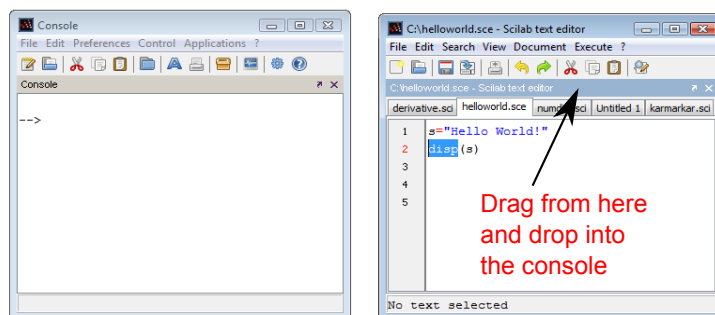 Console
File Edit Preferences Control Applications ?
Console
-->
C:\helloworld.sce - Scilab text editor
File Edit Search View Document Execute ?
C:\helloworld.sce - Scilab text editor
derivative.sci helloworld.sce sci Untitled 1 karmarkar.sci
1 s="Hello World!"
2 disp(s)
3
4
5
Drag from here
and drop into
the console
No text selected